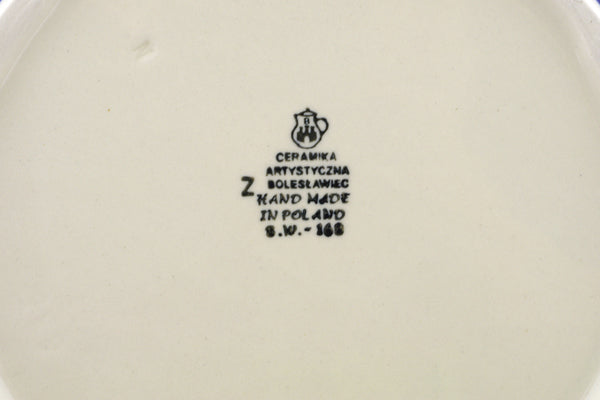 B
CERAMIKA
ARTYSTYCZNA
Z BOLESŁAWIEC
HAND MADE
IN POLAND
B.W.-168